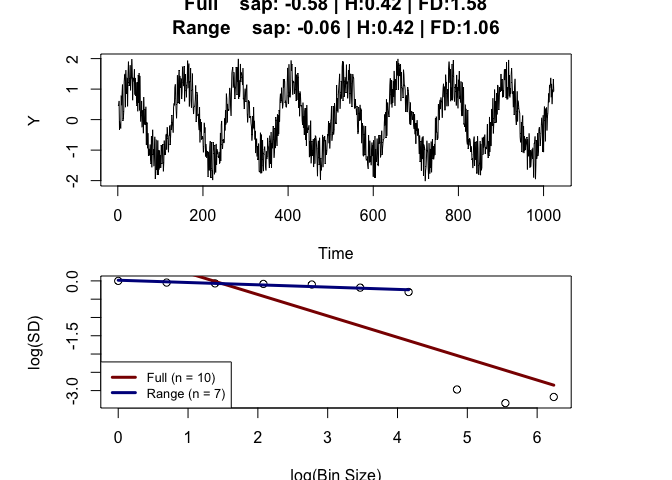 Full sap: -0.58 | H:0.42 | FD:1.58
Range sap: -0.06 | H:0.42 | FD:1.06
2
1
0
-1
-2
Y
0 200 400 600 800 1000
Time
0.0
-1.5
-3.0
log(SD)
Full (n = 10)
Range (n = 7)
0 1 2 3 4 5 6
log(Bin Size)